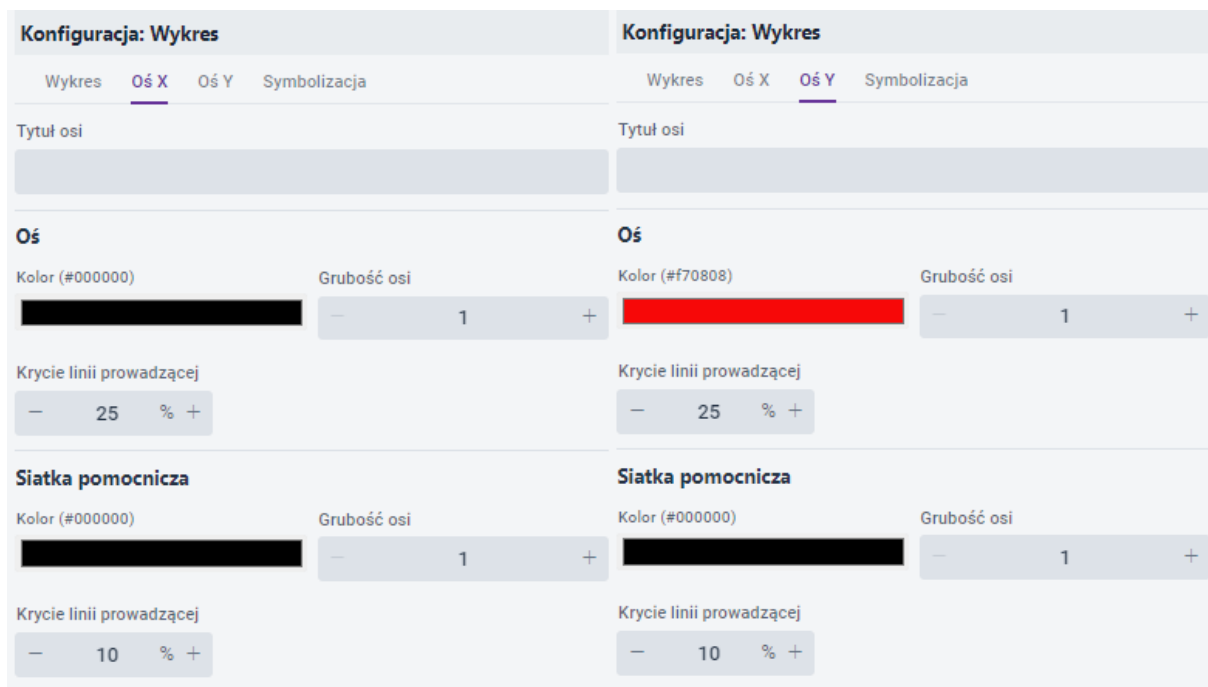 Konfiguracja: Wykres
Wykres Oś X Oś Y Symbolizacja
Tytuł osi
Oś
Kolor (#000000) Grubość osi
− 1 +
Krycie linii prowadzącej
− 25 % +
Siatka pomocnicza
Kolor (#000000) Grubość osi
− 1 +
Krycie linii prowadzącej
− 10 % +
Konfiguracja: Wykres
Wykres Oś X Oś Y Symbolizacja
Tytuł osi
Oś
Kolor (#f70808) Grubość osi
− 1 +
Krycie linii prowadzącej
− 25 % +
Siatka pomocnicza
Kolor (#000000) Grubość osi
− 1 +
Krycie linii prowadzącej
− 10 % +